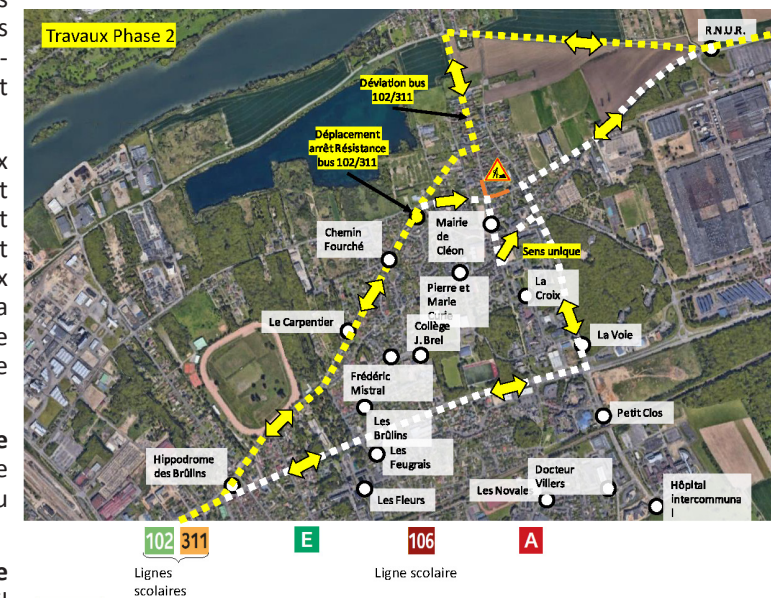 s
s
-
t
x
t
t
t
x
a
e
e
e
e
u
e
Travaux Phase 2
R.N.U.R.
Déviation bus
102/311
Déplacement
arrêt Résistance
bus 102/311
Chemin
Fourché
Mairie
de
Cléon
Sens unique
Pierre et
Marie
Curie
La
Croix
Le Carpentier
Collège
J. Brel
La Voie
Frédéric
Mistral
Les
Brûlins
Petit Clos
Hippodrome
des Brûlins
Les
Feugrais
Docteur
Villers
Les Novale
Les Fleurs
Hôpital
intercommuna
l
102 311
E
106
A
Lignes
scolaires
Ligne scolaire